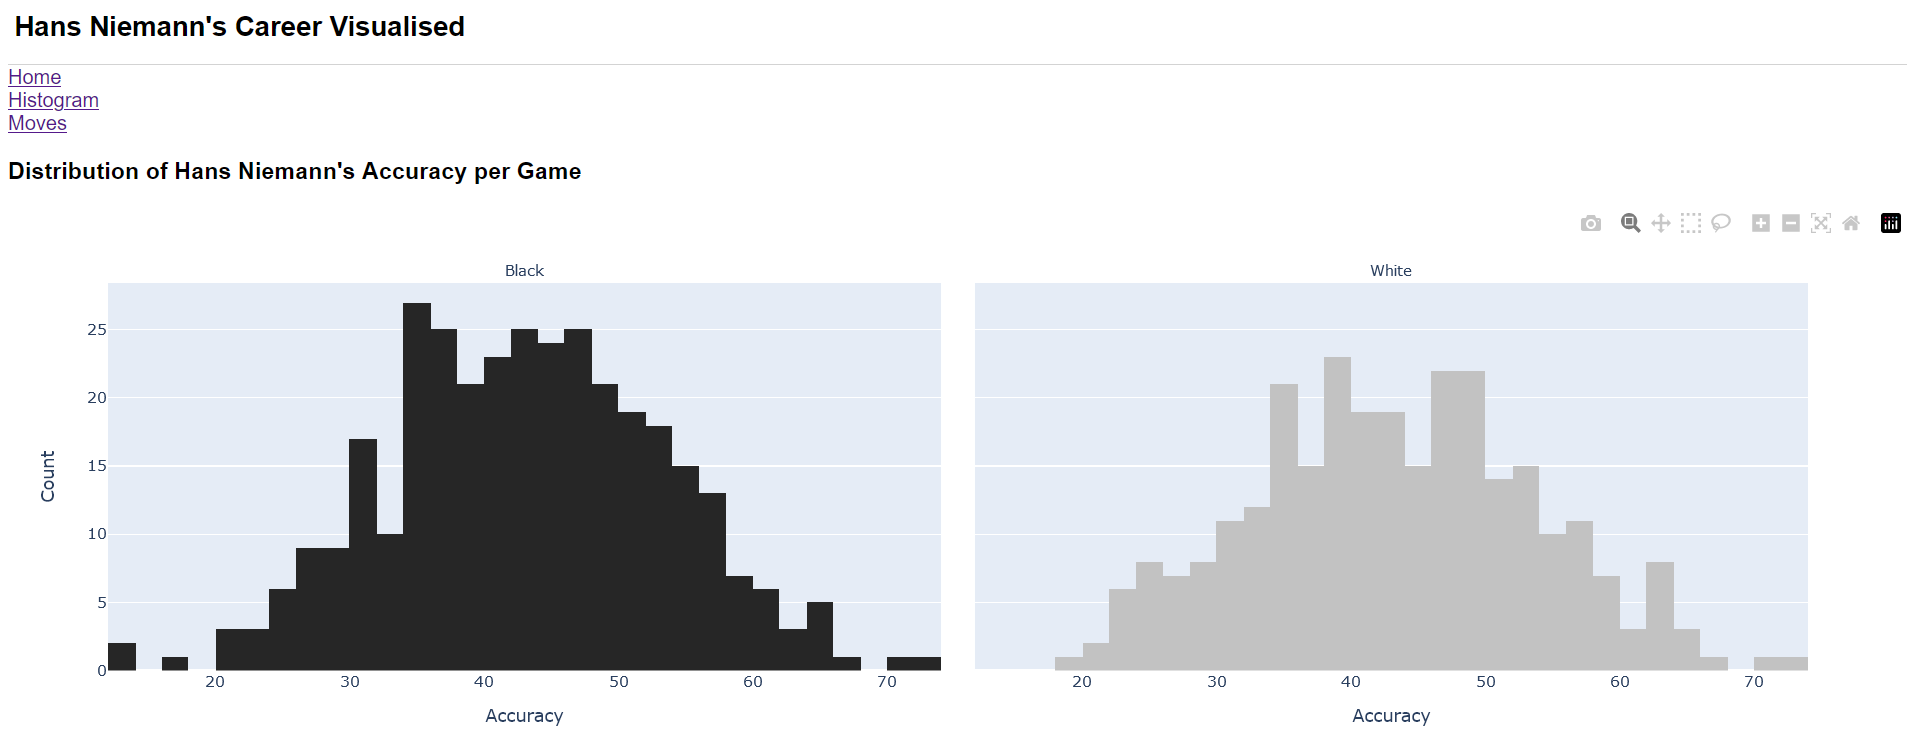 Hans Niemann's Career Visualised
Home
Histogram
Moves
Distribution of Hans Niemann's Accuracy per Game
Black
White
25
20
15
10
5
0
Count
20 30 40 50 60 70
20 30 40 50 60 70
Accuracy
Accuracy